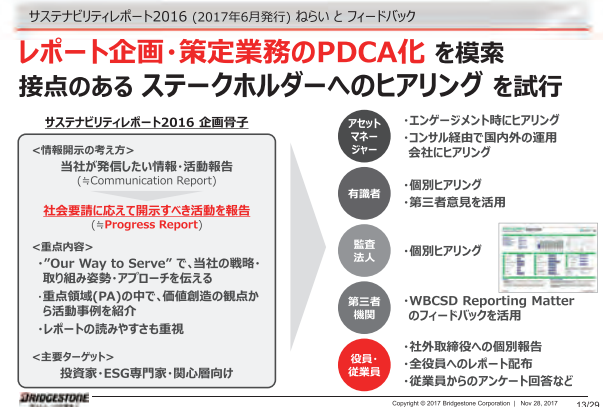 サステナビリティレポート2016 (2017年6月発行) ねらい と フィードバック
レポート企画・策定業務のPDCA化 を模索
接点のある ステークホルダーへのヒアリング を試行
サステナビリティレポート2016 企画骨子
<情報開示の考え方>
当社が発信したい情報・活動報告
(≒Communication Report)
社会要請に応えて開示すべき活動を報告
(≒Progress Report)
<重点内容>
・”Our Way to Serve” で、当社の戦略・
取り組み姿勢・アプローチを伝える
・重点領域(PA)の中で、価値創造の観点か
ら活動事例を紹介
・レポートの読みやすさも重視
<主要ターゲット>
投資家・ESG専門家・関心層向け
アセット
マネー
ジャー
・エンゲージメント時にヒアリング
・コンサル経由で国内外の運用
会社にヒアリング
有識者
・個別ヒアリング
・第三者意見を活用
監査
法人
・個別ヒアリング
第三者
機関
・WBCSD Reporting Matter
のフィードバックを活用
役員・
従業員
・社外取締役への個別報告
・全役員へのレポート配布
・従業員からのアンケート回答など
BRIDGESTONE
Copyright © 2017 Bridgestone Corporation | Nov 28, 2017
13/29